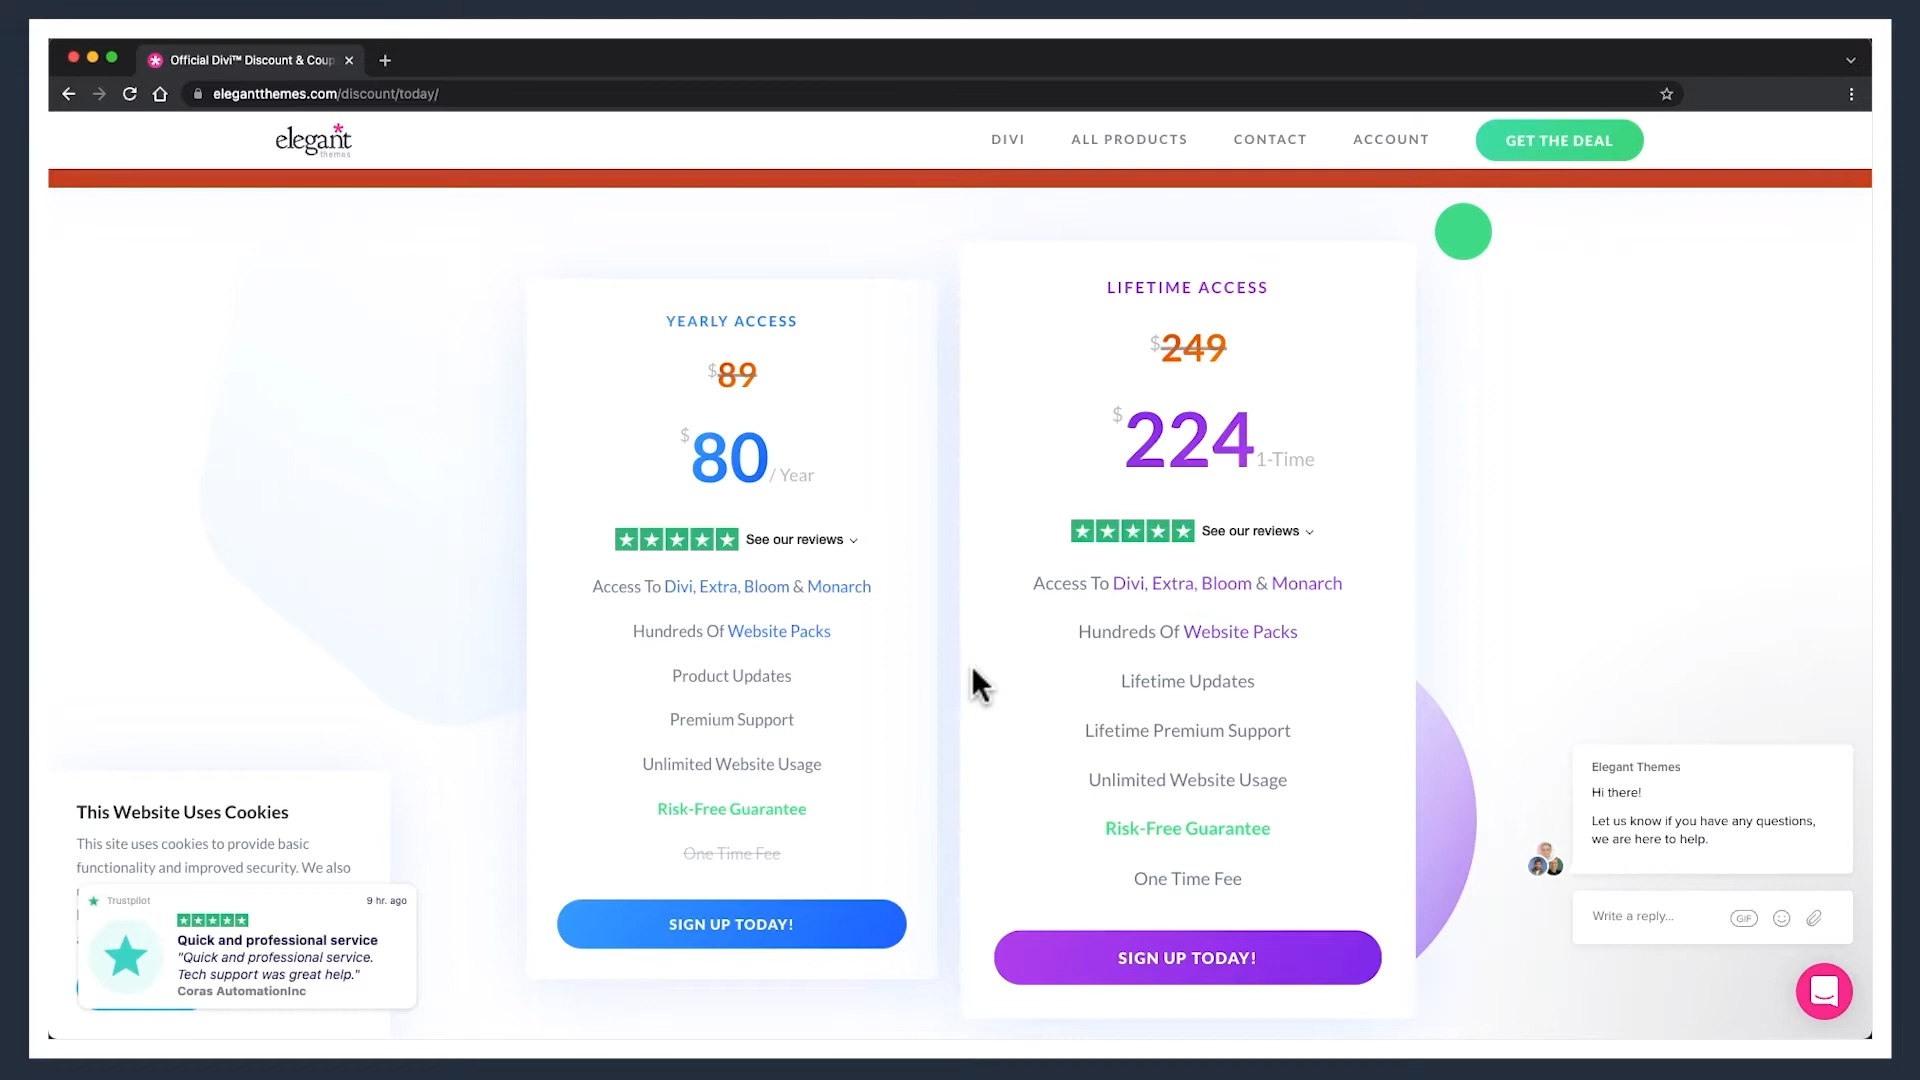 Official Divi™ Discount & Coup
elegantthemes.com/discount/today/
elegant
themes
DIVI
ALL PRODUCTS
CONTACT
ACCOUNT
GET THE DEAL
YEARLY ACCESS
$89
$80/ Year
See our reviews
Access To Divi, Extra, Bloom & Monarch
Hundreds Of Website Packs
Product Updates
Premium Support
Unlimited Website Usage
Risk-Free Guarantee
One Time Fee
SIGN UP TODAY!
LIFETIME ACCESS
$249
$224 1-Time
See our reviews
Access To Divi, Extra, Bloom & Monarch
Hundreds Of Website Packs
Lifetime Updates
Lifetime Premium Support
Unlimited Website Usage
Risk-Free Guarantee
One Time Fee
SIGN UP TODAY!
This Website Uses Cookies
This site uses cookies to provide basic
functionality and improved security. We also
Trustpilot
9 hr. ago
Quick and professional service
"Quick and professional service.
Tech support was great help."
Coras AutomationInc
Elegant Themes
Hi there!
Let us know if you have any questions,
we are here to help.
Write a reply...
GIF